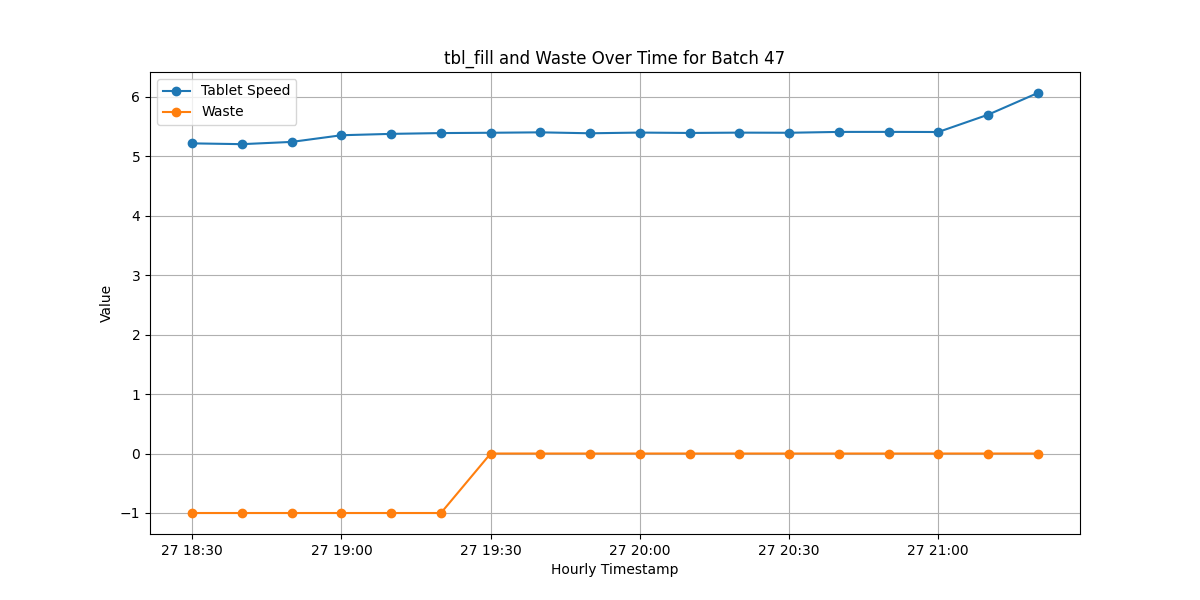 tbl_fill and Waste Over Time for Batch 47
Tablet Speed
Waste
6
5
4
3
2
1
0
−1
Value
27 18:30 27 19:00 27 19:30 27 20:00 27 20:30 27 21:00
Hourly Timestamp